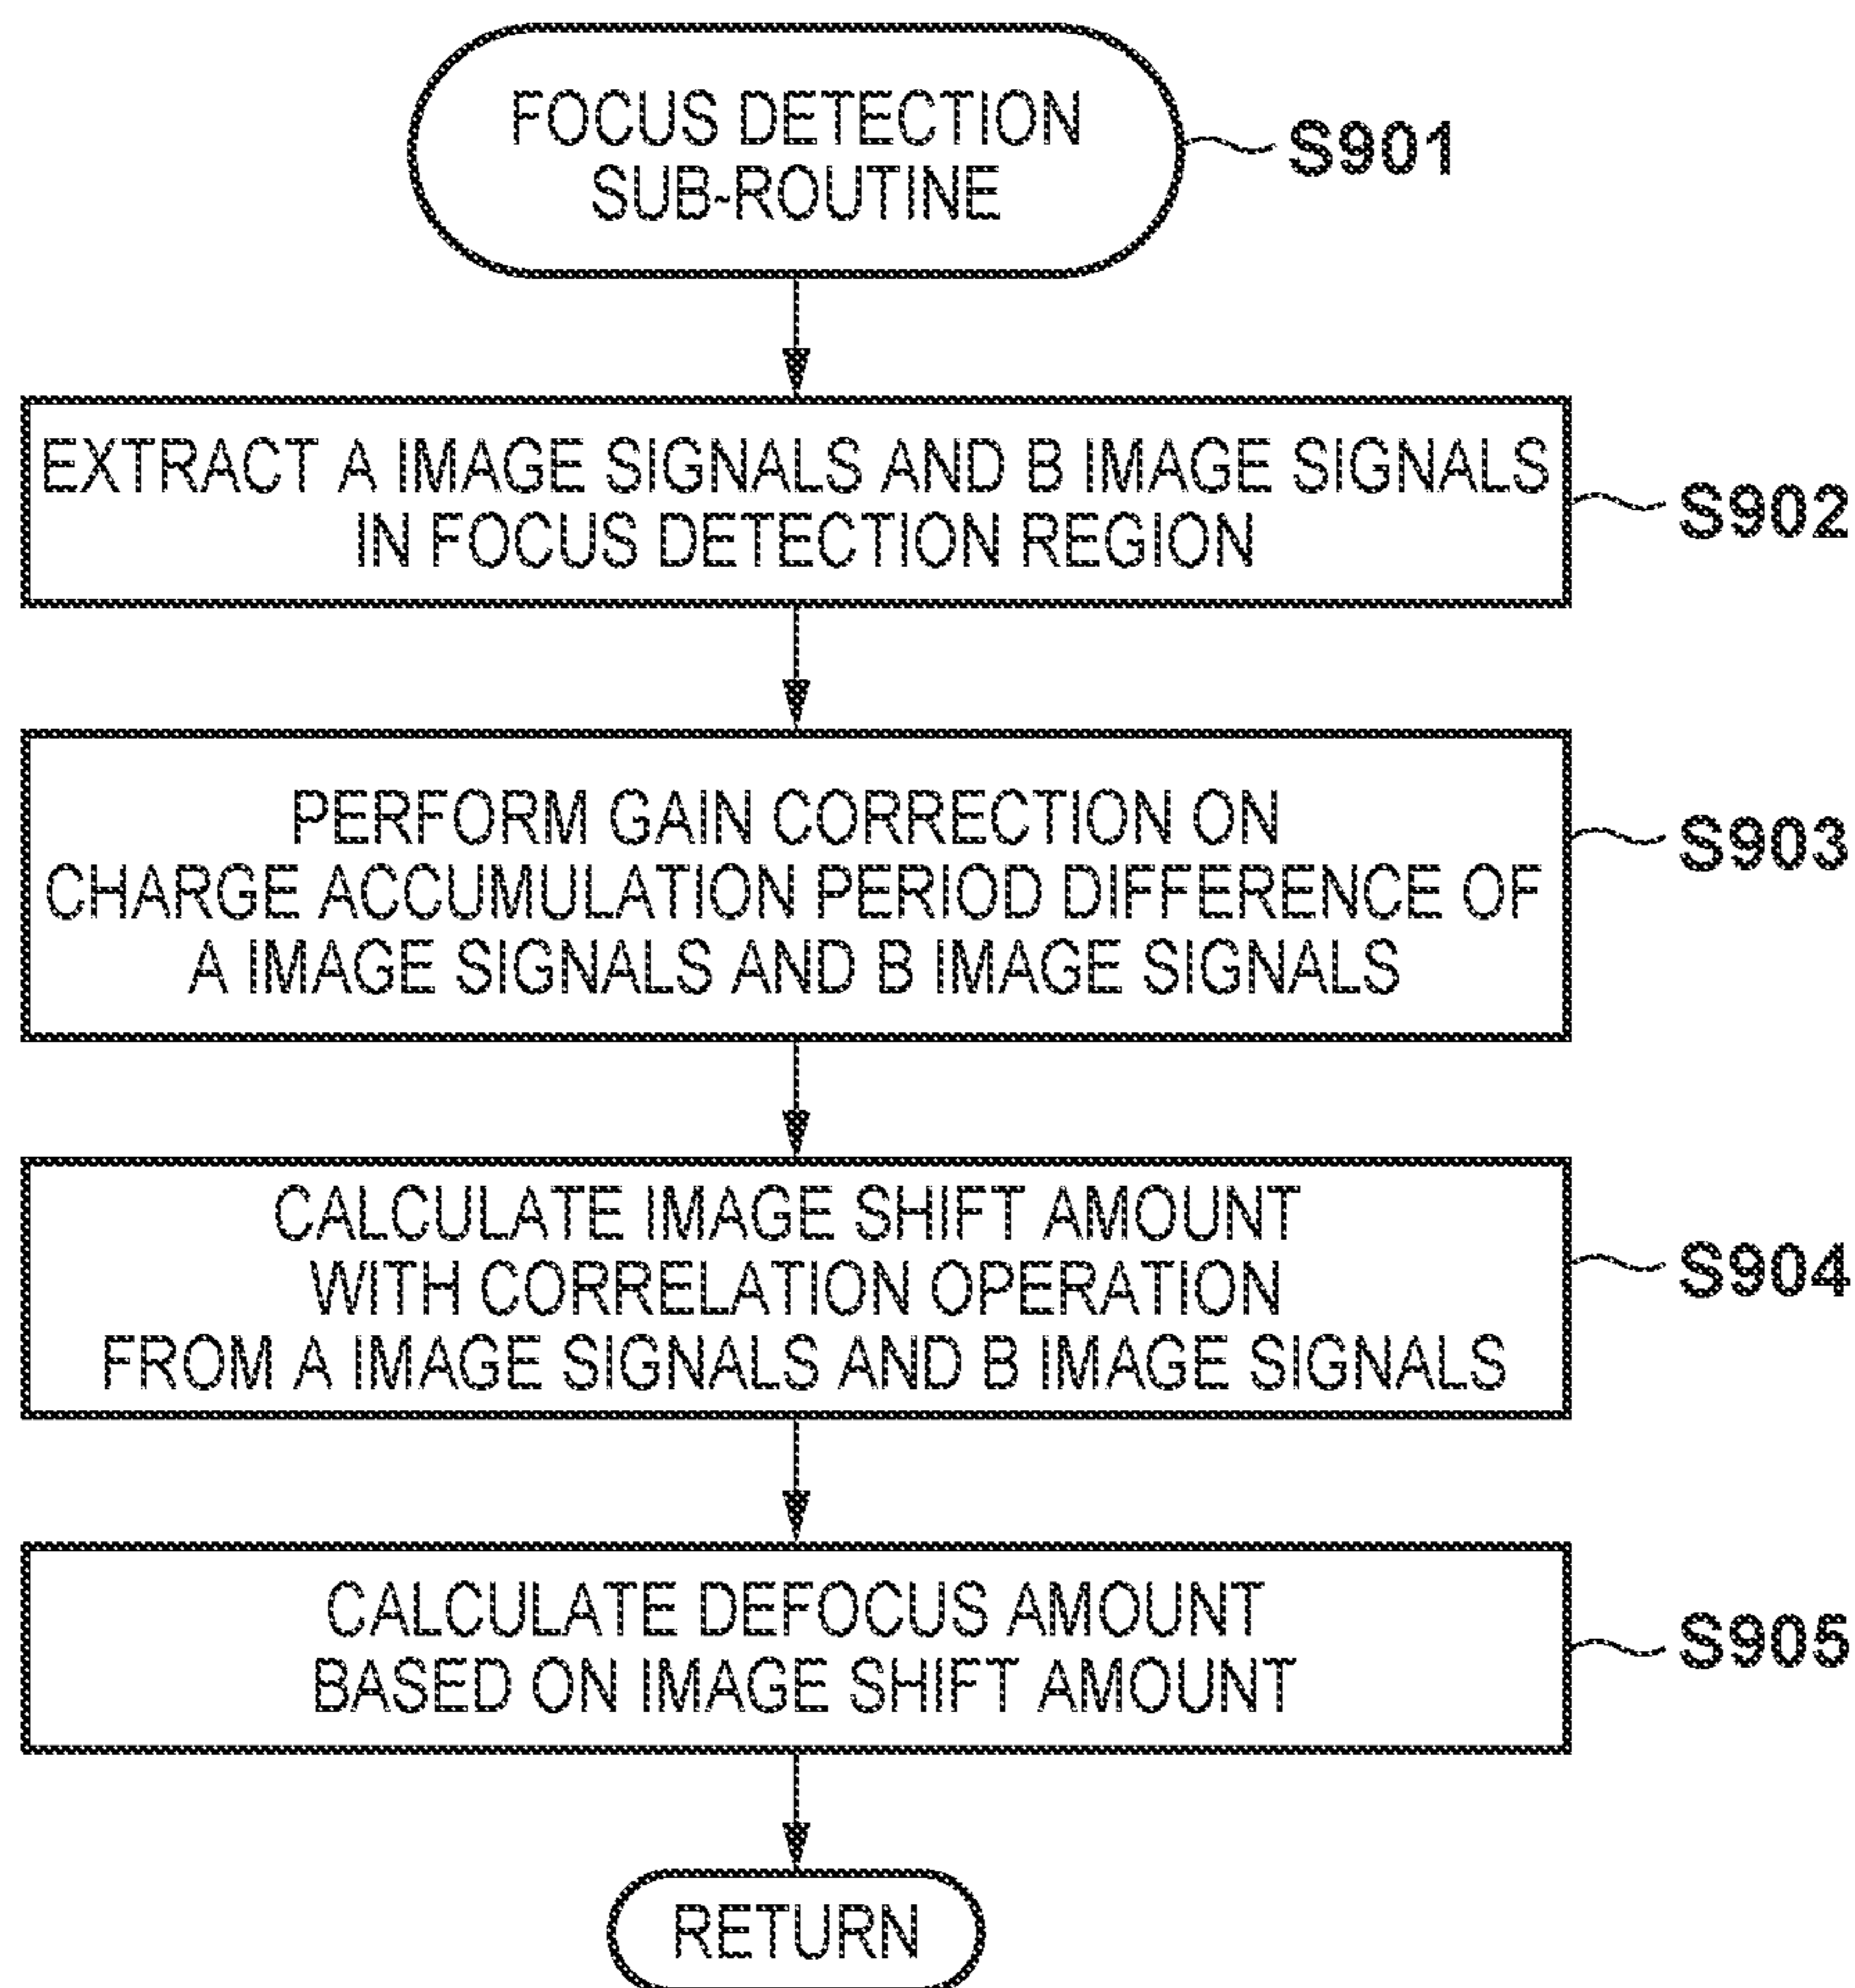 FOCUS DETECTION
SUB-ROUTINE
S901
EXTRACT A IMAGE SIGNALS AND B IMAGE SIGNALS
IN FOCUS DETECTION REGION
S902
PERFORM GAIN CORRECTION ON
CHARGE ACCUMULATION PERIOD DIFFERENCE OF
A IMAGE SIGNALS AND B IMAGE SIGNALS
S903
CALCULATE IMAGE SHIFT AMOUNT
WITH CORRELATION OPERATION
FROM A IMAGE SIGNALS AND B IMAGE SIGNALS
S904
CALCULATE DEFOCUS AMOUNT
BASED ON IMAGE SHIFT AMOUNT
S905
RETURN